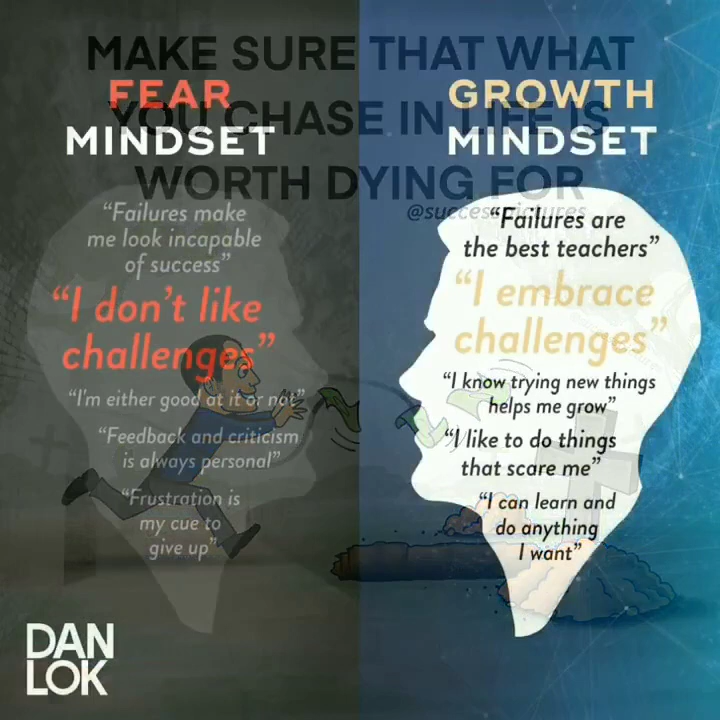 MAKE SURE THAT WHAT
YOU CHASE IN LIFE IS
WORTH DYING FOR
@successpictures
FEAR
MINDSET
“Failures make
me look incapable
of success”
“I don’t like
challenges”
“I'm either good at it or not”
“Feedback and criticism
is always personal”
“Frustration is
my cue to
give up”
GROWTH
MINDSET
“Failures are
the best teachers”
“I embrace
challenges”
“I know trying new things
helps me grow”
“I like to do things
that scare me”
“I can learn and
do anything
I want”
DAN
LOK